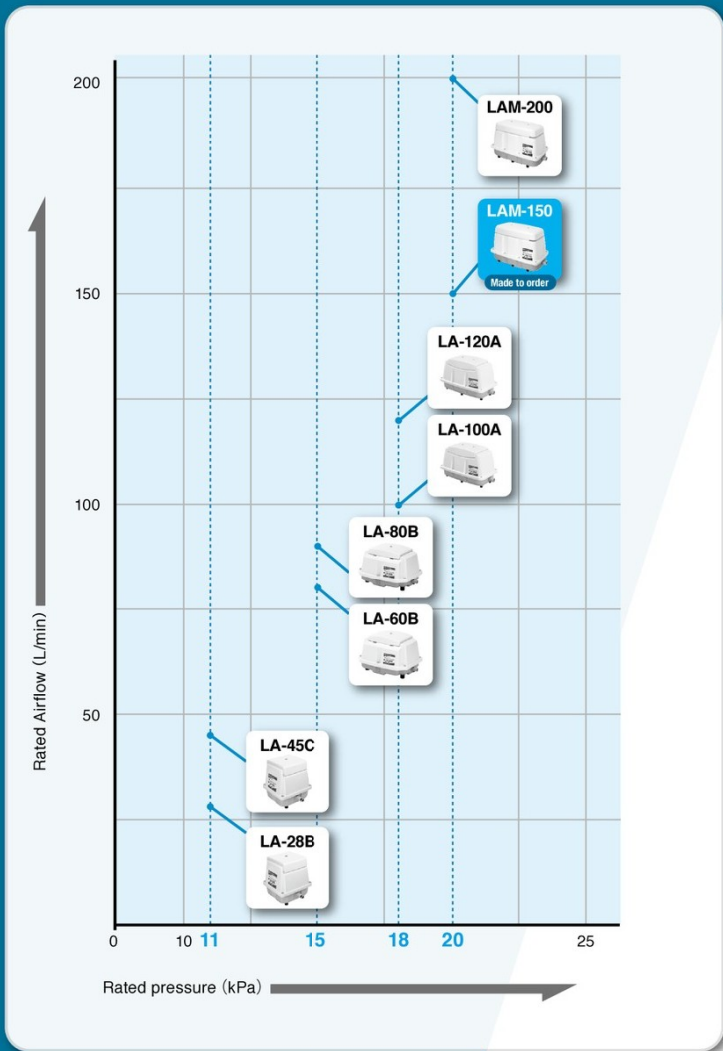 200
LAM-200
LAM-150
Made to order
150
LA-120A
LA-100A
100
LA-80B
LA-60B
50
LA-45C
LA-28B
Rated Airflow (L/min)
0 10 11 15 18 20 25
Rated pressure (kPa)